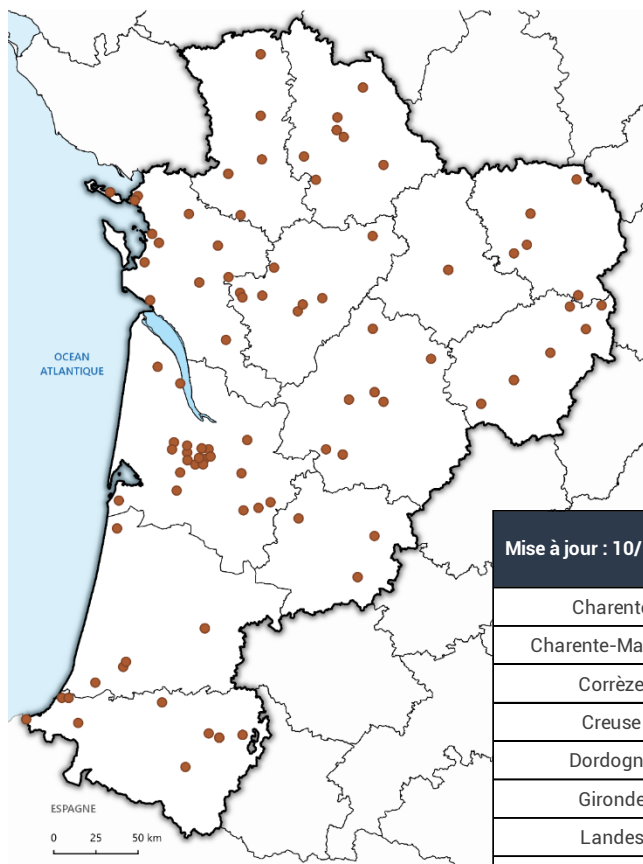 OCEAN
ATLANTIQUE
Mise à jour : 10/
Charent
Charente-Ma
Corrèze
Creuse
Dordogn
Gironde
Landes
ESPAGNE
0 25 50 km